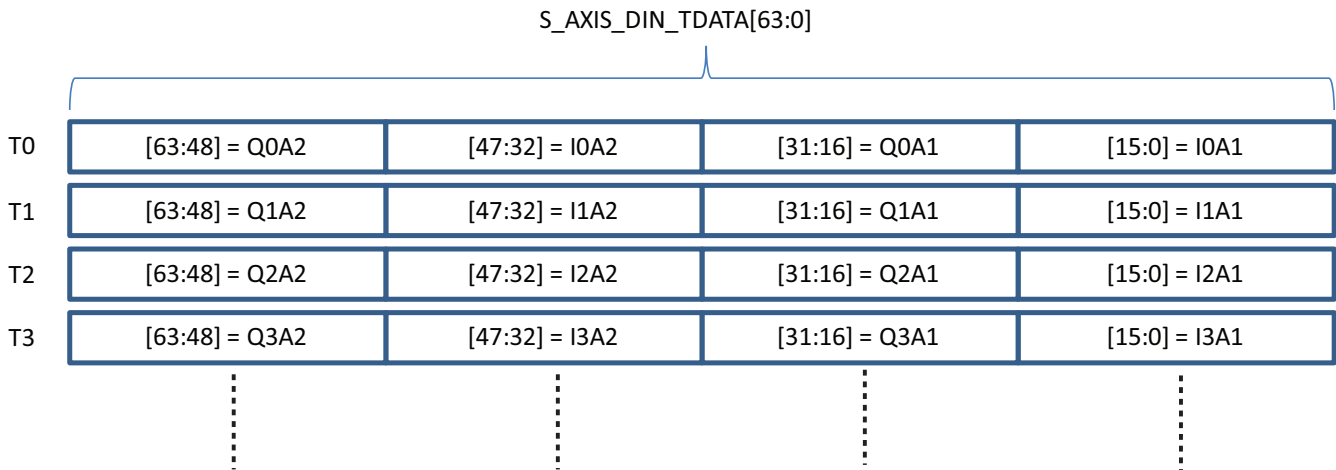 S_AXIS_DIN_TDATA[63:0]
T0 [63:48] = Q0A2 [47:32] = I0A2 [31:16] = Q0A1 [15:0] = I0A1
T1 [63:48] = Q1A2 [47:32] = I1A2 [31:16] = Q1A1 [15:0] = I1A1
T2 [63:48] = Q2A2 [47:32] = I2A2 [31:16] = Q2A1 [15:0] = I2A1
T3 [63:48] = Q3A2 [47:32] = I3A2 [31:16] = Q3A1 [15:0] = I3A1